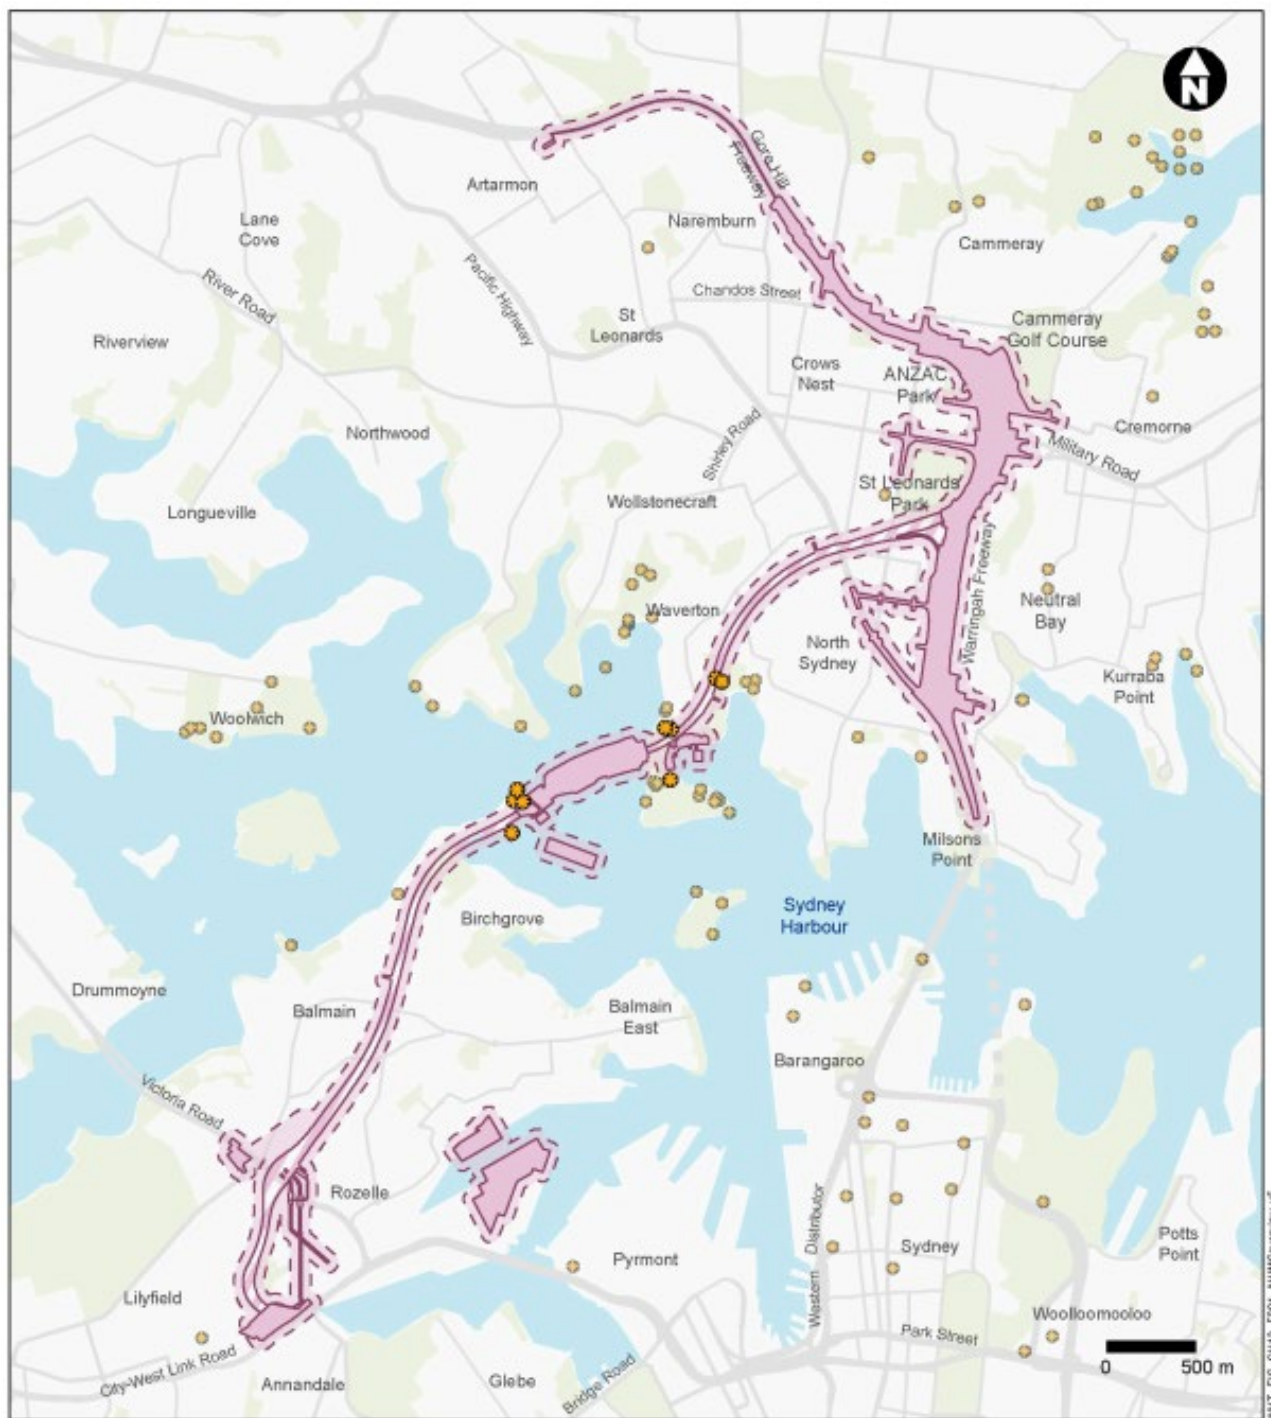 N
Gore Hill
Freeway
Artarmon
Naremburn
Lane
Cove
Cammeray
Pacific Highway
River Road
Chandos Street
St
Leonards
Cammeray
Golf Course
Riverview
Crows
Nest
ANZAC
Park
Northwood
Shirley Road
Cremorne
Military Road
St Leonards
Park
Wollstonecraft
Longueville
Warringah Freeway
Waverton
Neutral
Bay
North
Sydney
Kurraba
Point
Woolwich
Milsons
Point
Birchgrove
Sydney
Harbour
Drummoyne
Balmain
Balmain
East
Barangaroo
Victoria Road
Rozelle
Western Distributor
Pyrmont
Sydney
Potts
Point
Lilyfield
Woolloomooloo
Park Street
City-West Link Road
Annandale
Glebe
Bridge Road
0 500 m